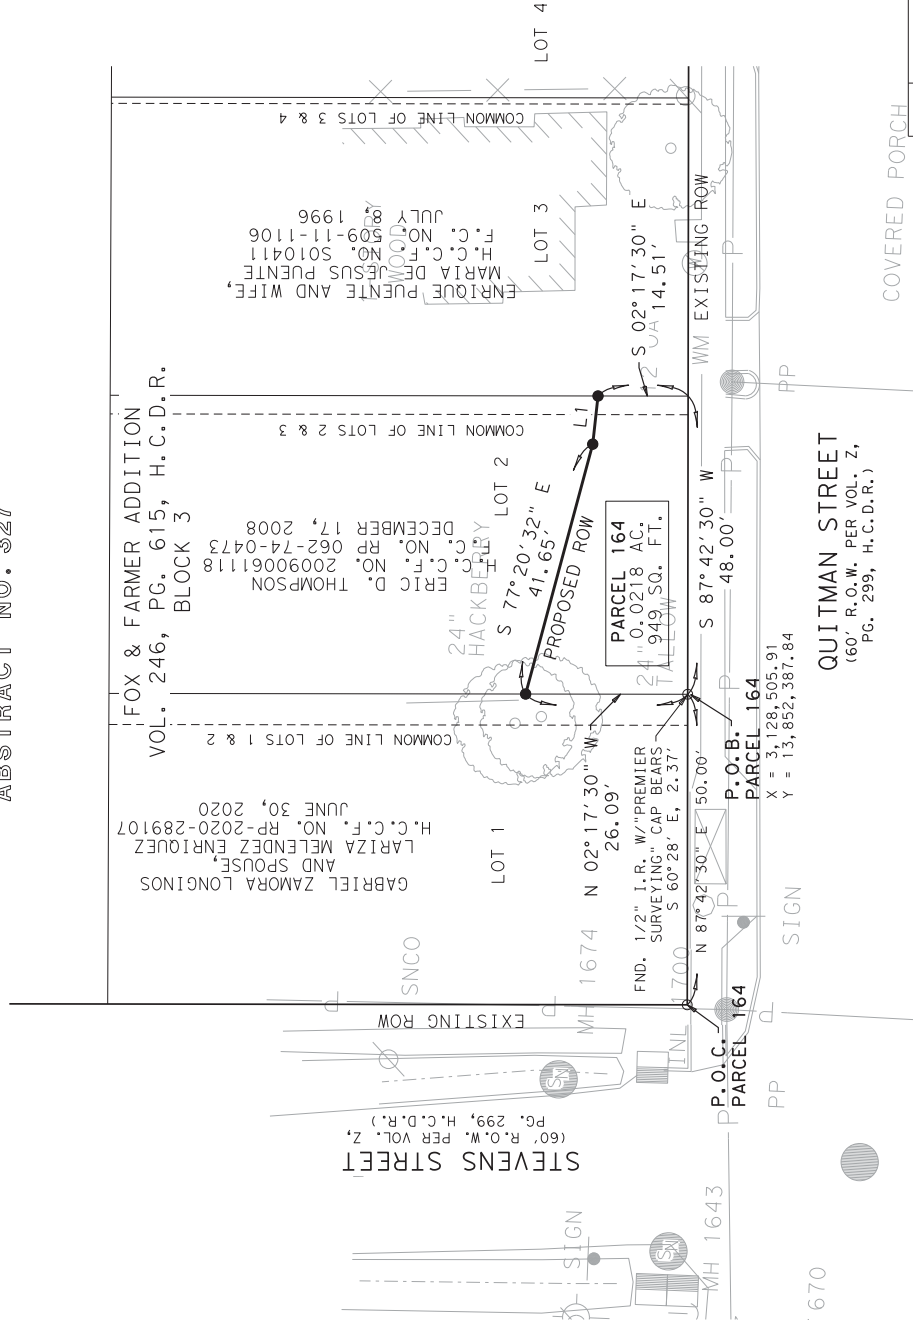 ABSTRACT NO. 327
FOX & FARMER ADDITION
VOL. 246, PG. 615, H.C.D.R.
BLOCK 3
LOT 4
COMMON LINE OF LOTS 3 & 4
ENRIQUE PUENTE AND WIFE,
MARIA DE JESUS PUENTE
H.C.C.F. NO. S010411
F.C. NO. 509-11-1106
JULY 8, 1996
WOOD
LOT 3
S 02°17'30" E
14.51'
EXISTING ROW
WM
COVERED PORCH
COMMON LINE OF LOTS 2 & 3
L1
ERIC D. THOMPSON
H.C.C.F. NO. 20090061118
F.C. NO. RP 062-74-0473
DECEMBER 17, 2008
LOT 2
24"
HACKBERRY
S 77°20'32" E
41.65'
PROPOSED ROW
PARCEL 164
0.0218 AC.
949 SQ. FT.
24"
TALLOW
S 87°42'30" W
48.00'
PP
P
P
P
QUITMAN STREET
(60' R.O.W. PER VOL. Z,
PG. 299, H.C.D.R.)
COMMON LINE OF LOTS 1 & 2
GABRIEL ZAMORA LONGINOS
AND SPOUSE,
LARIZA MELENDEZ ENRIQUEZ
H.C.C.F. NO. RP-2020-289107
JUNE 30, 2020
LOT 1
N 02°17'30" W
26.09'
FND. 1/2" I.R. W/"PREMIER
SURVEYING" CAP BEARS
S 60°28' E, 2.37'
N 87°42'30" E 50.00'
P.O.B.
PARCEL 164
X = 3,128,505.91
Y = 13,852,387.84
SIGN
P
SNCO
MH 1674
1700
EXISTING ROW
INL
P.O.C.
PARCEL 164
PP
P
P
P
P
SN
STEVENS STREET
(60' R.O.W. PER VOL. Z,
PG. 299, H.C.D.R.)
SIGN
SN
MH 1643